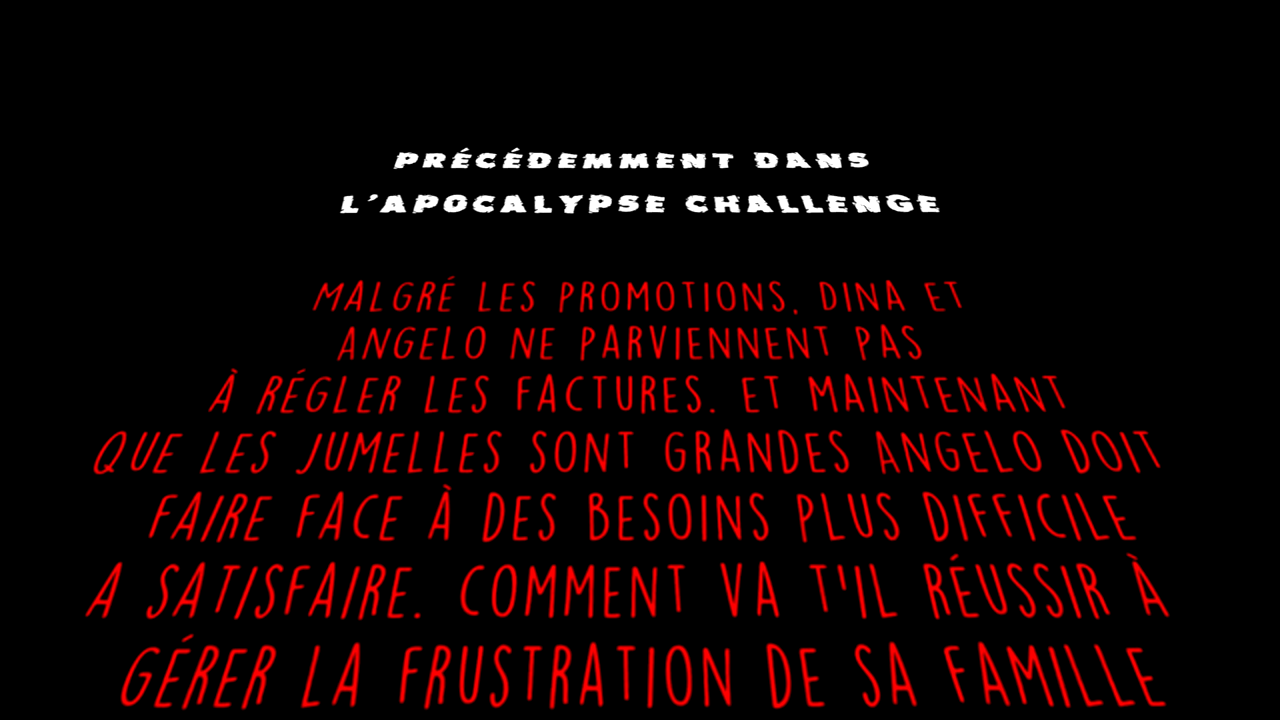 PRÉCÉDEMMENT DANS
L'APOCALYPSE CHALLENGE
MALGRÉ LES PROMOTIONS, DINA ET
ANGELO NE PARVIENNENT PAS
À RÉGLER LES FACTURES. ET MAINTENANT
QUE LES JUMELLES SONT GRANDES ANGELO DOIT
FAIRE FACE À DES BESOINS PLUS DIFFICILE
A SATISFAIRE. COMMENT VA T'IL RÉUSSIR À
GÉRER LA FRUSTRATION DE SA FAMILLE